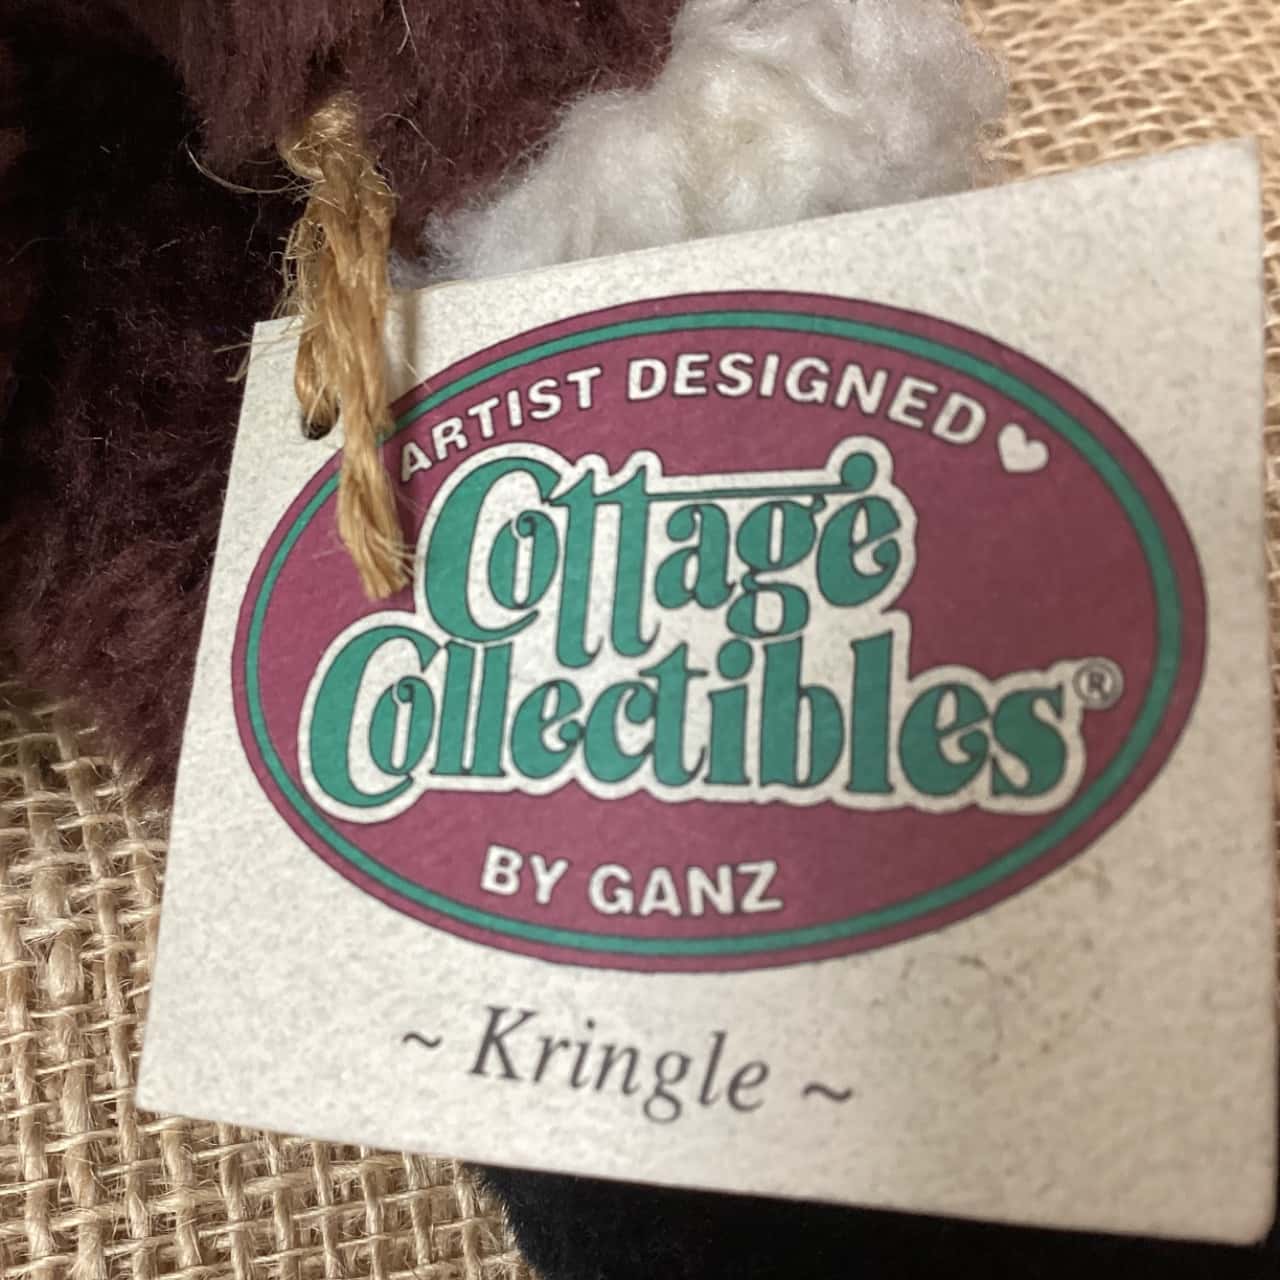 ARTIST DESIGNED ♥
Cottage
Collectibles®
BY GANZ
~ Kringle ~